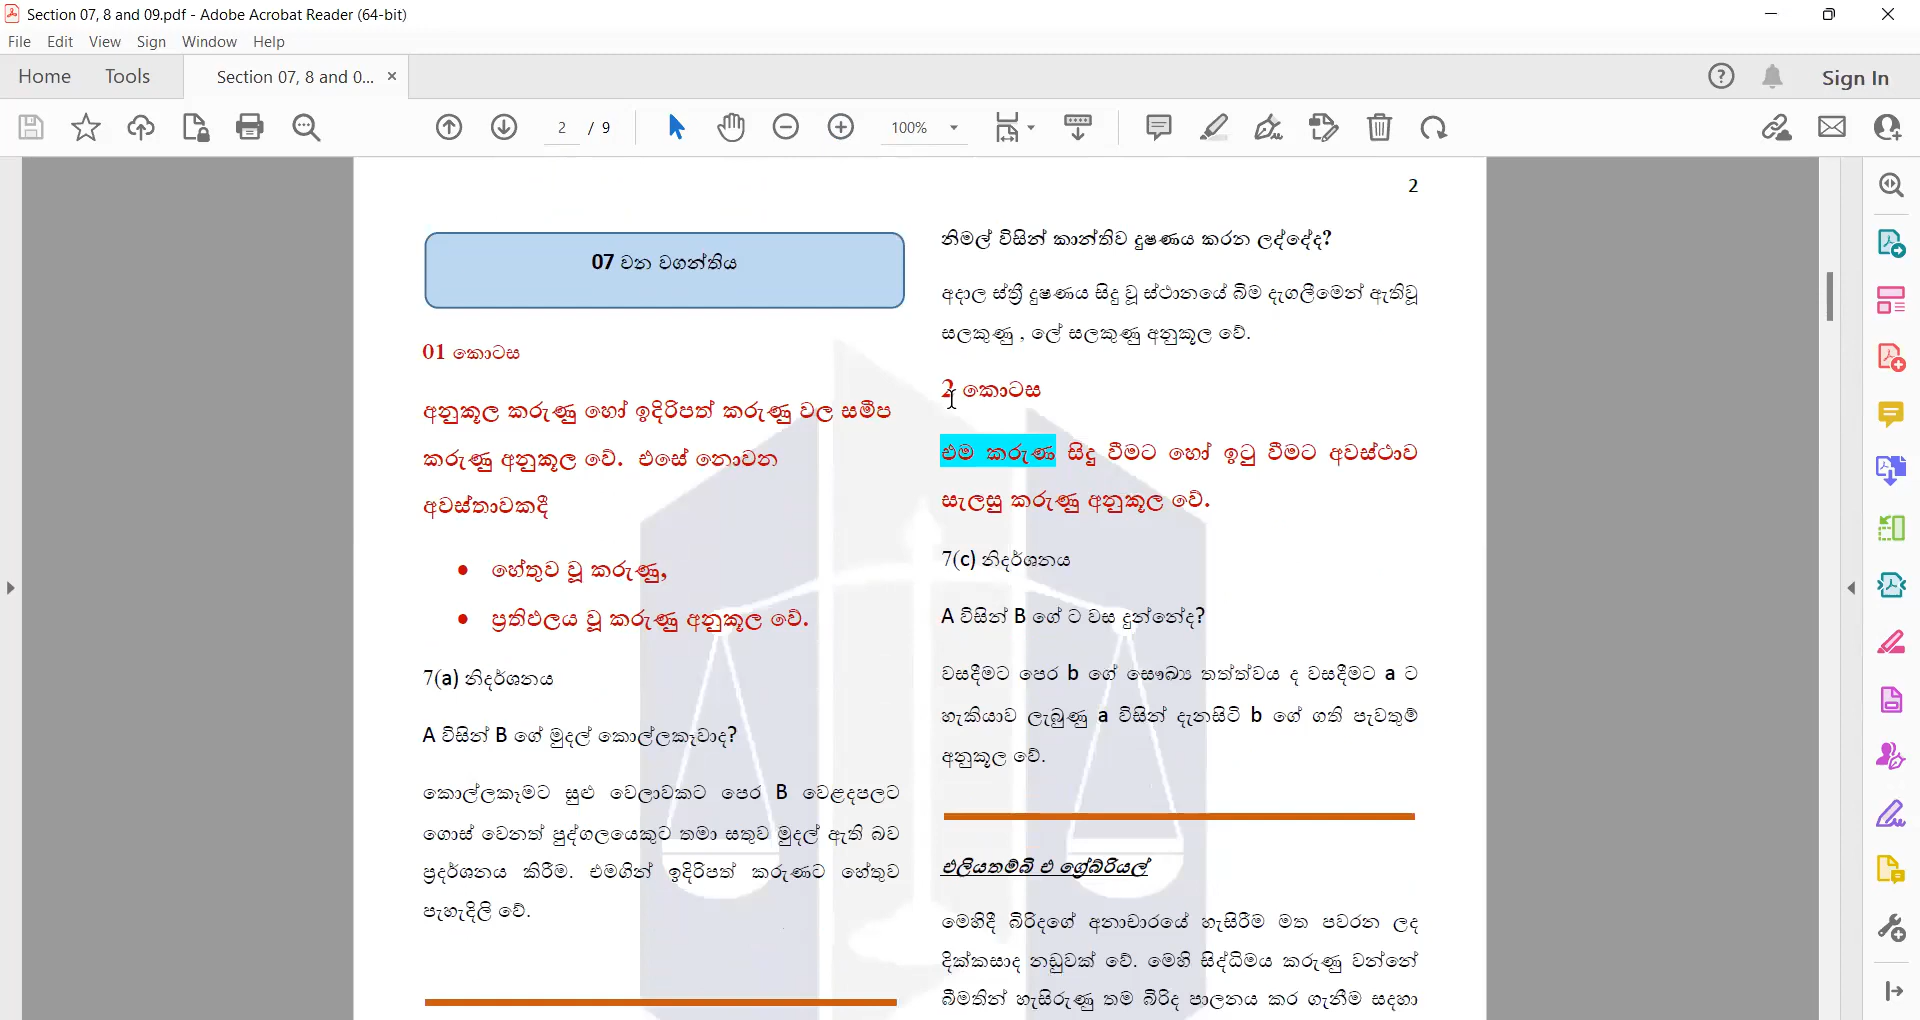 Section 07, 8 and 09.pdf - Adobe Acrobat Reader (64-bit)
File Edit View Sign Window Help
Home Tools Section 07, 8 and 0... × Sign In
2 / 9 100%
2
07 වන වගන්තිය
01 කොටස
අනුකූල කරුණු හෝ ඉදිරිපත් කරුණු වල සමීප
කරුණු අනුකූල වේ. එසේ නොවන
අවස්තාවකදී
• හේතුව වූ කරුණු,
• ප්‍රතිඵලය වූ කරුණු අනුකූල වේ.
7(a) නිදර්ශනය
A විසින් B ගේ මුදල් කොල්ලකෑවාද?
කොල්ලකෑමට සුළු වෙලාවකට පෙර B වෙළදපලට
ගොස් වෙනත් පුද්ගලයෙකුට තමා සතුව මුදල් ඇති බව
ප්‍රදර්ශනය කිරීම. එමගින් ඉදිරිපත් කරුණට හේතුව
පැහැදිලි වේ.
නිමල් විසින් කාන්තිව දූෂණය කරන ලද්දේද?
අදාල ස්ත්‍රී දූෂණය සිදු වූ ස්ථානයේ බිම දැගලීමෙන් ඇතිවූ
සලකුණු , ලේ සලකුණු අනුකූල වේ.
2 කොටස
එම කරුණ සිදු වීමට හෝ ඉටු වීමට අවස්ථාව
සැලසු කරුණු අනුකූල වේ.
7(c) නිදර්ශනය
A විසින් B ගේ ට වස දුන්නේද?
වසදීමට පෙර b ගේ සෞඛ්‍ය තත්ත්වය ද වසදීමට a ට
හැකියාව ලැබුණු a විසින් දැනසිටි b ගේ ගති පැවතුම්
අනුකූල වේ.
එලියතම්බි එ ග්‍රේබ්රියල්
මෙහිදී බිරිදගේ අනාචාරයේ හැසිරීම මත පවරන ලද
දික්කසාද නඩුවක් වේ. මෙහි සිද්ධිමය කරුණු වන්නේ
බීමතින් හැසිරුණු තම බිරිද පාලනය කර ගැනීම සදහා